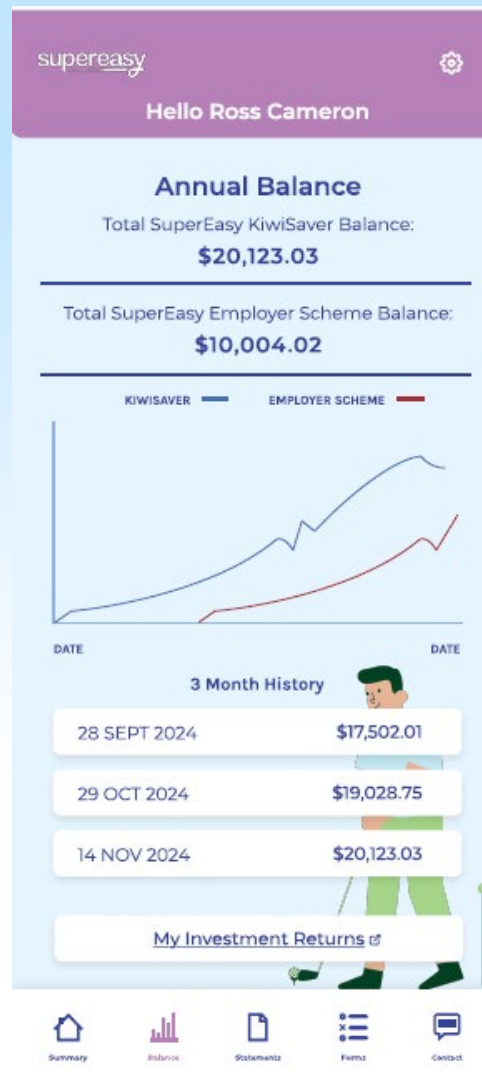 supereasy
Hello Ross Cameron
Annual Balance
Total SuperEasy KiwiSaver Balance:
$20,123.03
Total SuperEasy Employer Scheme Balance:
$10,004.02
KIWISAVER EMPLOYER SCHEME
DATE DATE
3 Month History
28 SEPT 2024 $17,502.01
29 OCT 2024 $19,028.75
14 NOV 2024 $20,123.03
My Investment Returns
Summary Balance Statements Forms Contact